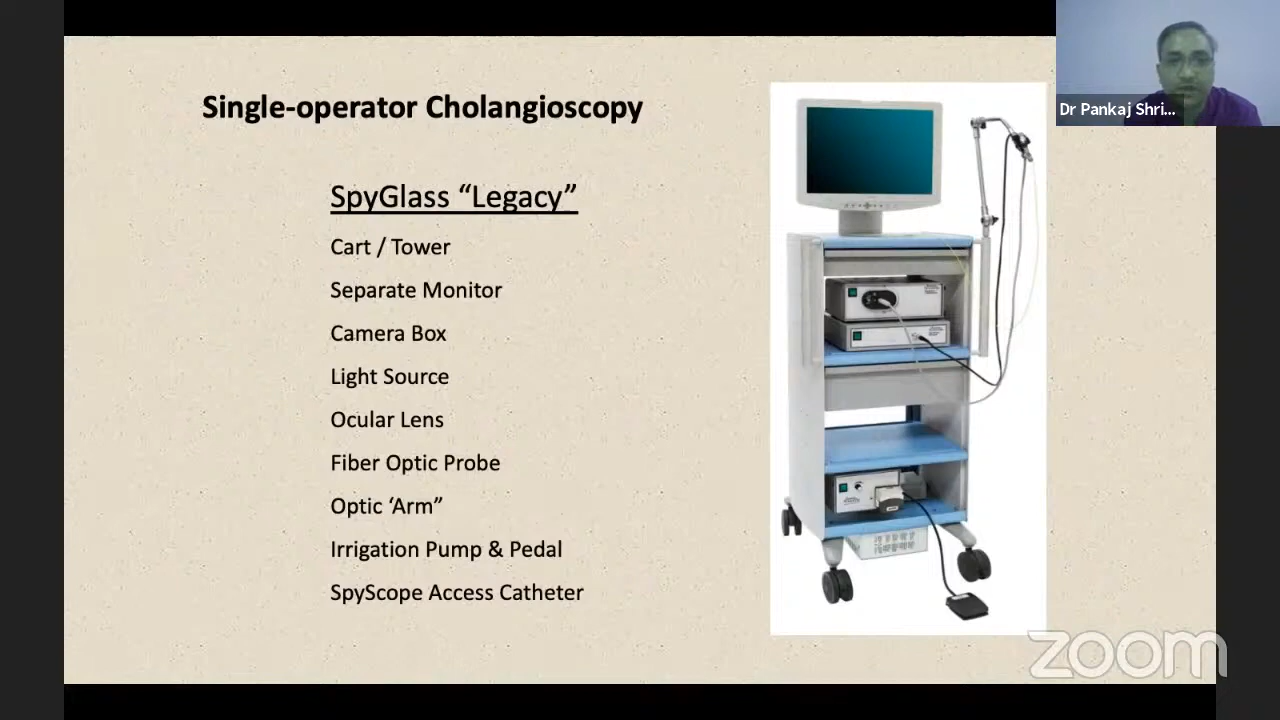 Single-operator Cholangioscopy
SpyGlass “Legacy”
Cart / Tower
Separate Monitor
Camera Box
Light Source
Ocular Lens
Fiber Optic Probe
Optic ‘Arm”
Irrigation Pump & Pedal
SpyScope Access Catheter
Dr Pankaj Shri...
zoom